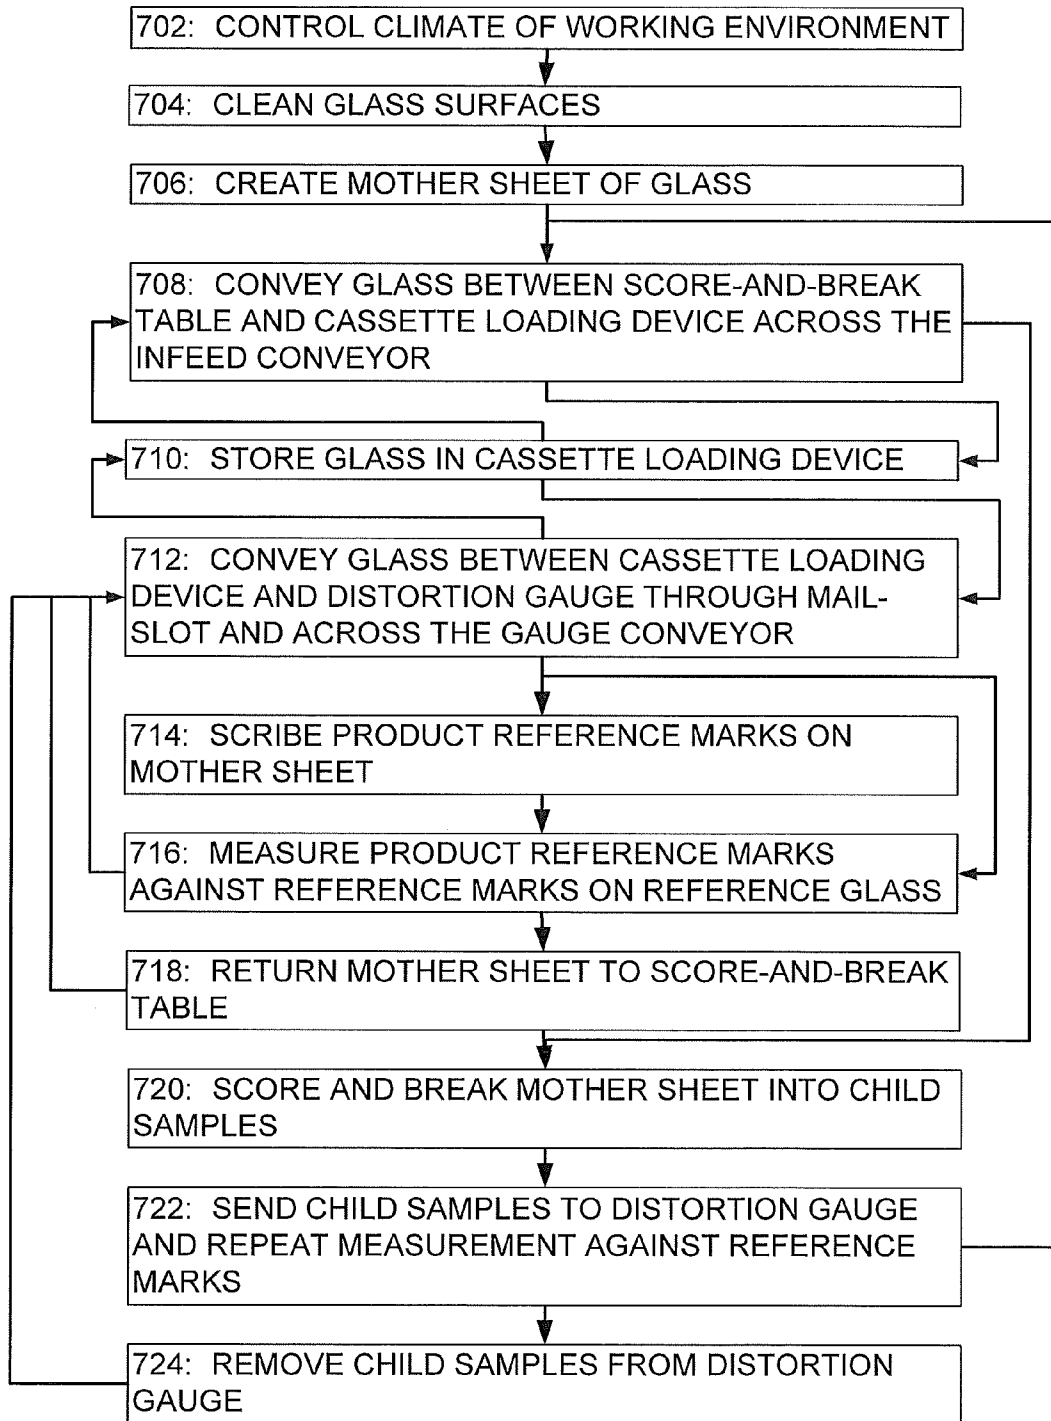 702: CONTROL CLIMATE OF WORKING ENVIRONMENT
704: CLEAN GLASS SURFACES
706: CREATE MOTHER SHEET OF GLASS
708: CONVEY GLASS BETWEEN SCORE-AND-BREAK
TABLE AND CASSETTE LOADING DEVICE ACROSS THE
INFEED CONVEYOR
710: STORE GLASS IN CASSETTE LOADING DEVICE
712: CONVEY GLASS BETWEEN CASSETTE LOADING
DEVICE AND DISTORTION GAUGE THROUGH MAIL-
SLOT AND ACROSS THE GAUGE CONVEYOR
714: SCRIBE PRODUCT REFERENCE MARKS ON
MOTHER SHEET
716: MEASURE PRODUCT REFERENCE MARKS
AGAINST REFERENCE MARKS ON REFERENCE GLASS
718: RETURN MOTHER SHEET TO SCORE-AND-BREAK
TABLE
720: SCORE AND BREAK MOTHER SHEET INTO CHILD
SAMPLES
722: SEND CHILD SAMPLES TO DISTORTION GAUGE
AND REPEAT MEASUREMENT AGAINST REFERENCE
MARKS
724: REMOVE CHILD SAMPLES FROM DISTORTION
GAUGE